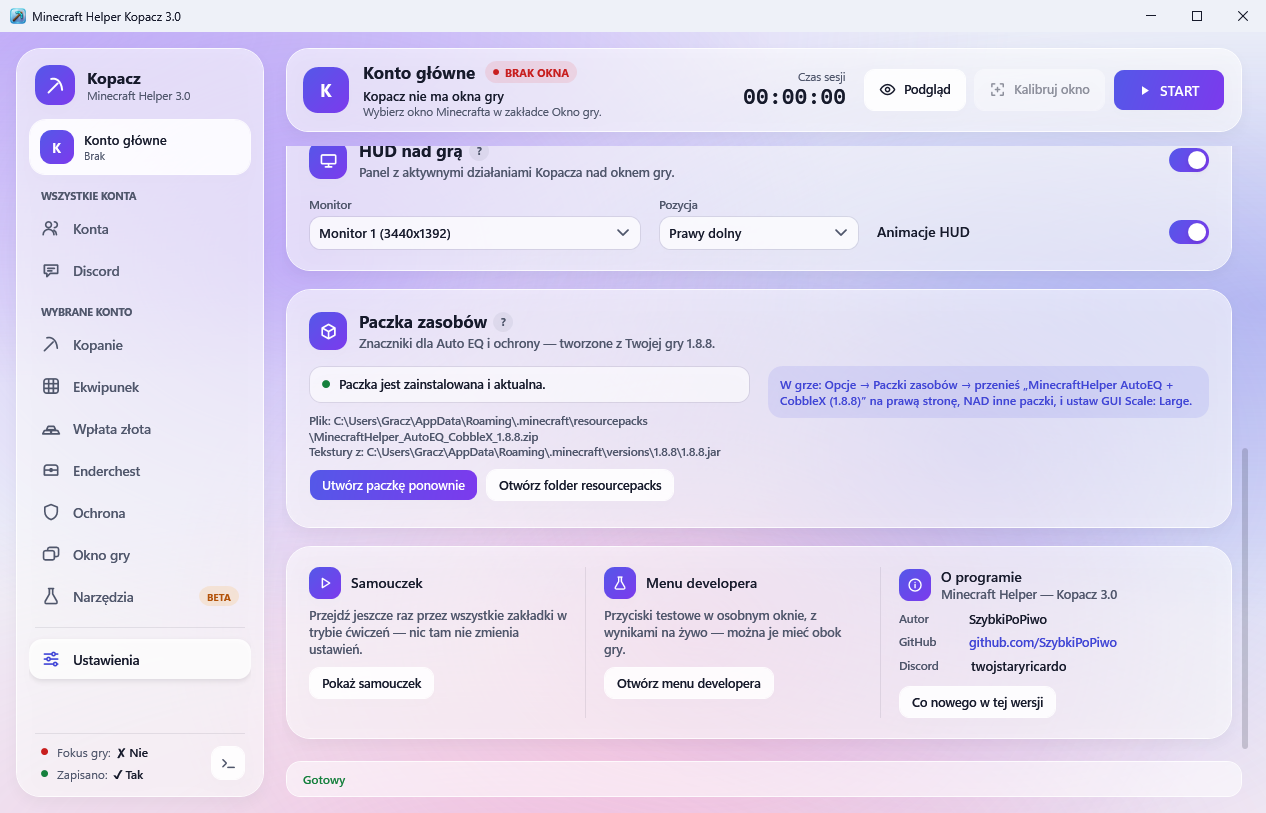 Minecraft Helper Kopacz 3.0
Kopacz
Minecraft Helper 3.0
K
Konto główne
Brak
WSZYSTKIE KONTA
Konta
Discord
WYBRANE KONTO
Kopanie
Ekwipunek
Wpłata złota
Enderchest
Ochrona
Okno gry
Narzędzia
BETA
Ustawienia
Fokus gry: ✗ Nie
Zapisano: ✓ Tak
K
Konto główne
BRAK OKNA
Kopacz nie ma okna gry
Wybierz okno Minecrafta w zakładce Okno gry.
Czas sesji
00:00:00
Podgląd
Kalibruj okno
START
HUD nad grą ?
Panel z aktywnymi działaniami Kopacza nad oknem gry.
Monitor
Monitor 1 (3440x1392)
Pozycja
Prawy dolny
Animacje HUD
Paczka zasobów ?
Znaczniki dla Auto EQ i ochrony — tworzone z Twojej gry 1.8.8.
Paczka jest zainstalowana i aktualna.
Plik: C:\Users\Gracz\AppData\Roaming\.minecraft\resourcepacks
\MinecraftHelper_AutoEQ_CobbleX_1.8.8.zip
Tekstury z: C:\Users\Gracz\AppData\Roaming\.minecraft\versions\1.8.8\1.8.8.jar
Utwórz paczkę ponownie
Otwórz folder resourcepacks
W grze: Opcje → Paczki zasobów → przenieś „MinecraftHelper AutoEQ +
CobbleX (1.8.8)” na prawą stronę, NAD inne paczki, i ustaw GUI Scale: Large.
Samouczek
Przejdź jeszcze raz przez wszystkie zakładki w
trybie ćwiczeń — nic tam nie zmienia
ustawień.
Pokaż samouczek
Menu developera
Przyciski testowe w osobnym oknie, z
wynikami na żywo — można je mieć obok
gry.
Otwórz menu developera
O programie
Minecraft Helper — Kopacz 3.0
Autor SzybkiPoPiwo
GitHub github.com/SzybkiPoPiwo
Discord twojstaryricardo
Co nowego w tej wersji
Gotowy